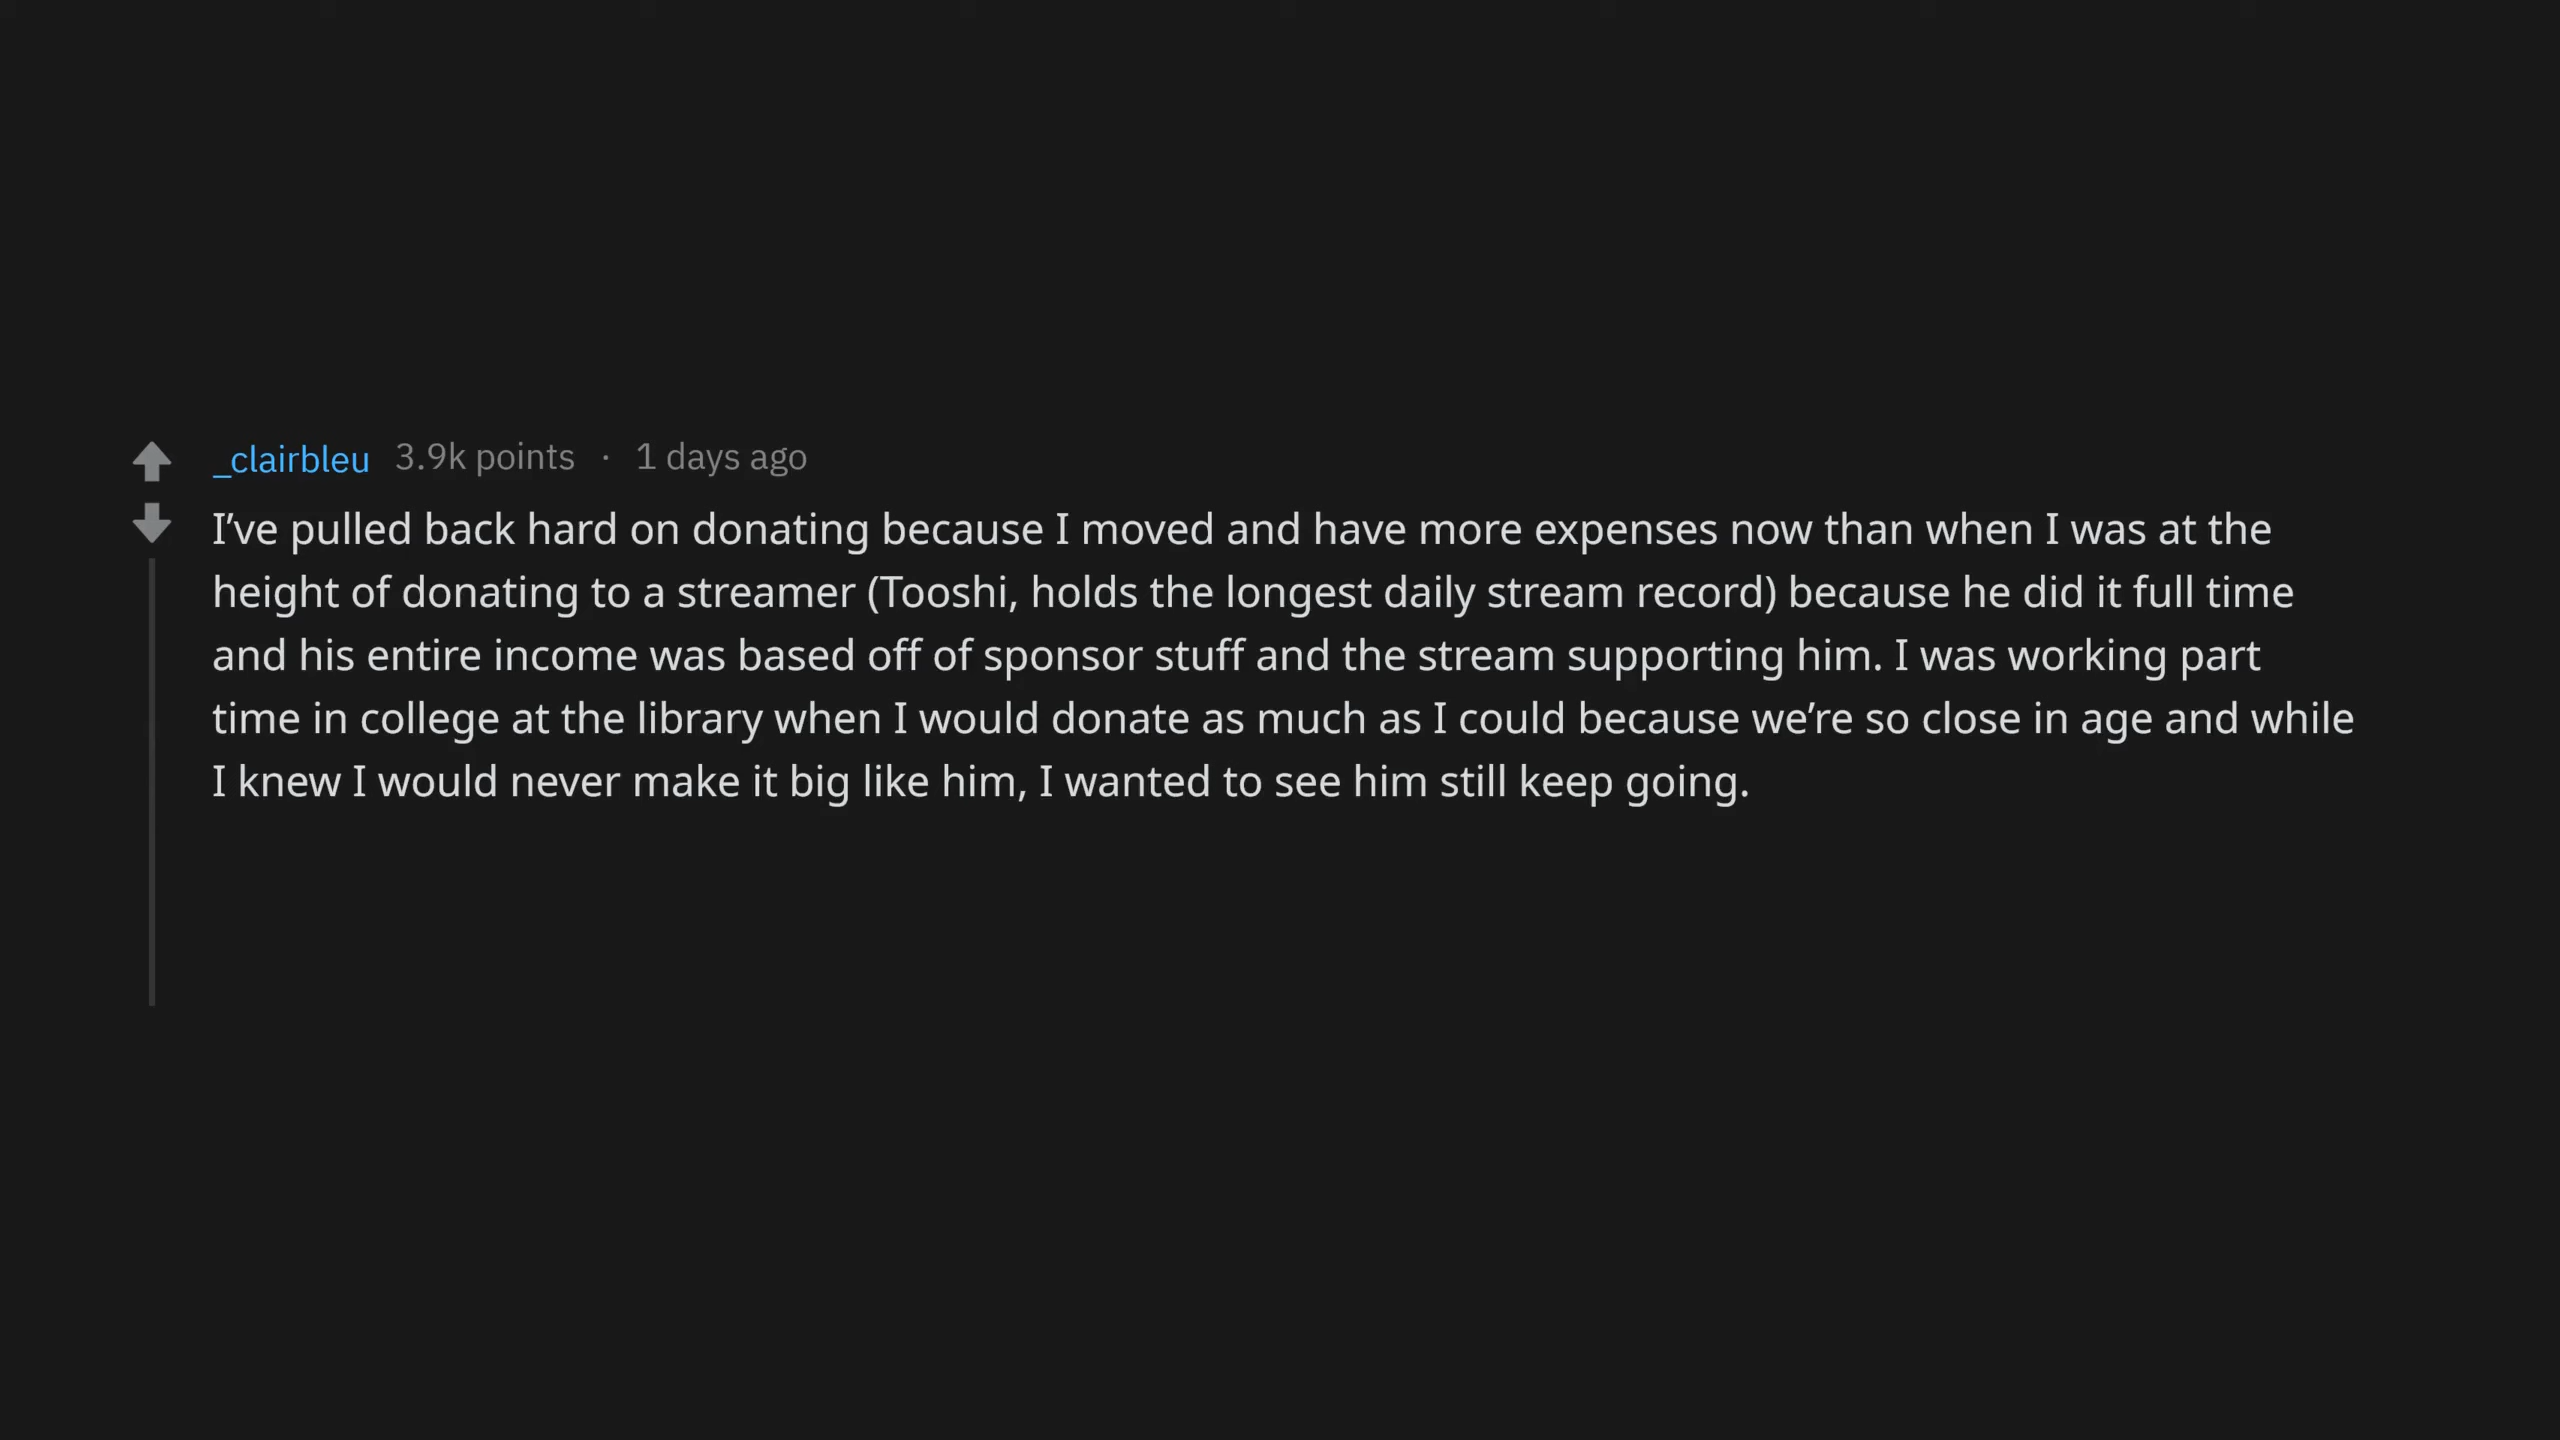 _clairbleu 3.9k points · 1 days ago
I’ve pulled back hard on donating because I moved and have more expenses now than when I was at the
height of donating to a streamer (Tooshi, holds the longest daily stream record) because he did it full time
and his entire income was based off of sponsor stuff and the stream supporting him. I was working part
time in college at the library when I would donate as much as I could because we’re so close in age and while
I knew I would never make it big like him, I wanted to see him still keep going.